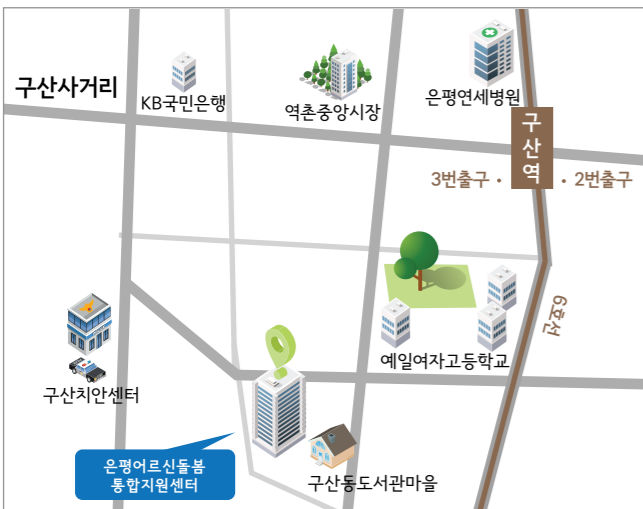 구산사거리
KB국민은행
역촌중앙시장
은평연세병원
구산역
3번출구
2번출구
6호선
예일여자고등학교
구산치안센터
은평어르신돌봄
통합지원센터
구산동도서관마을